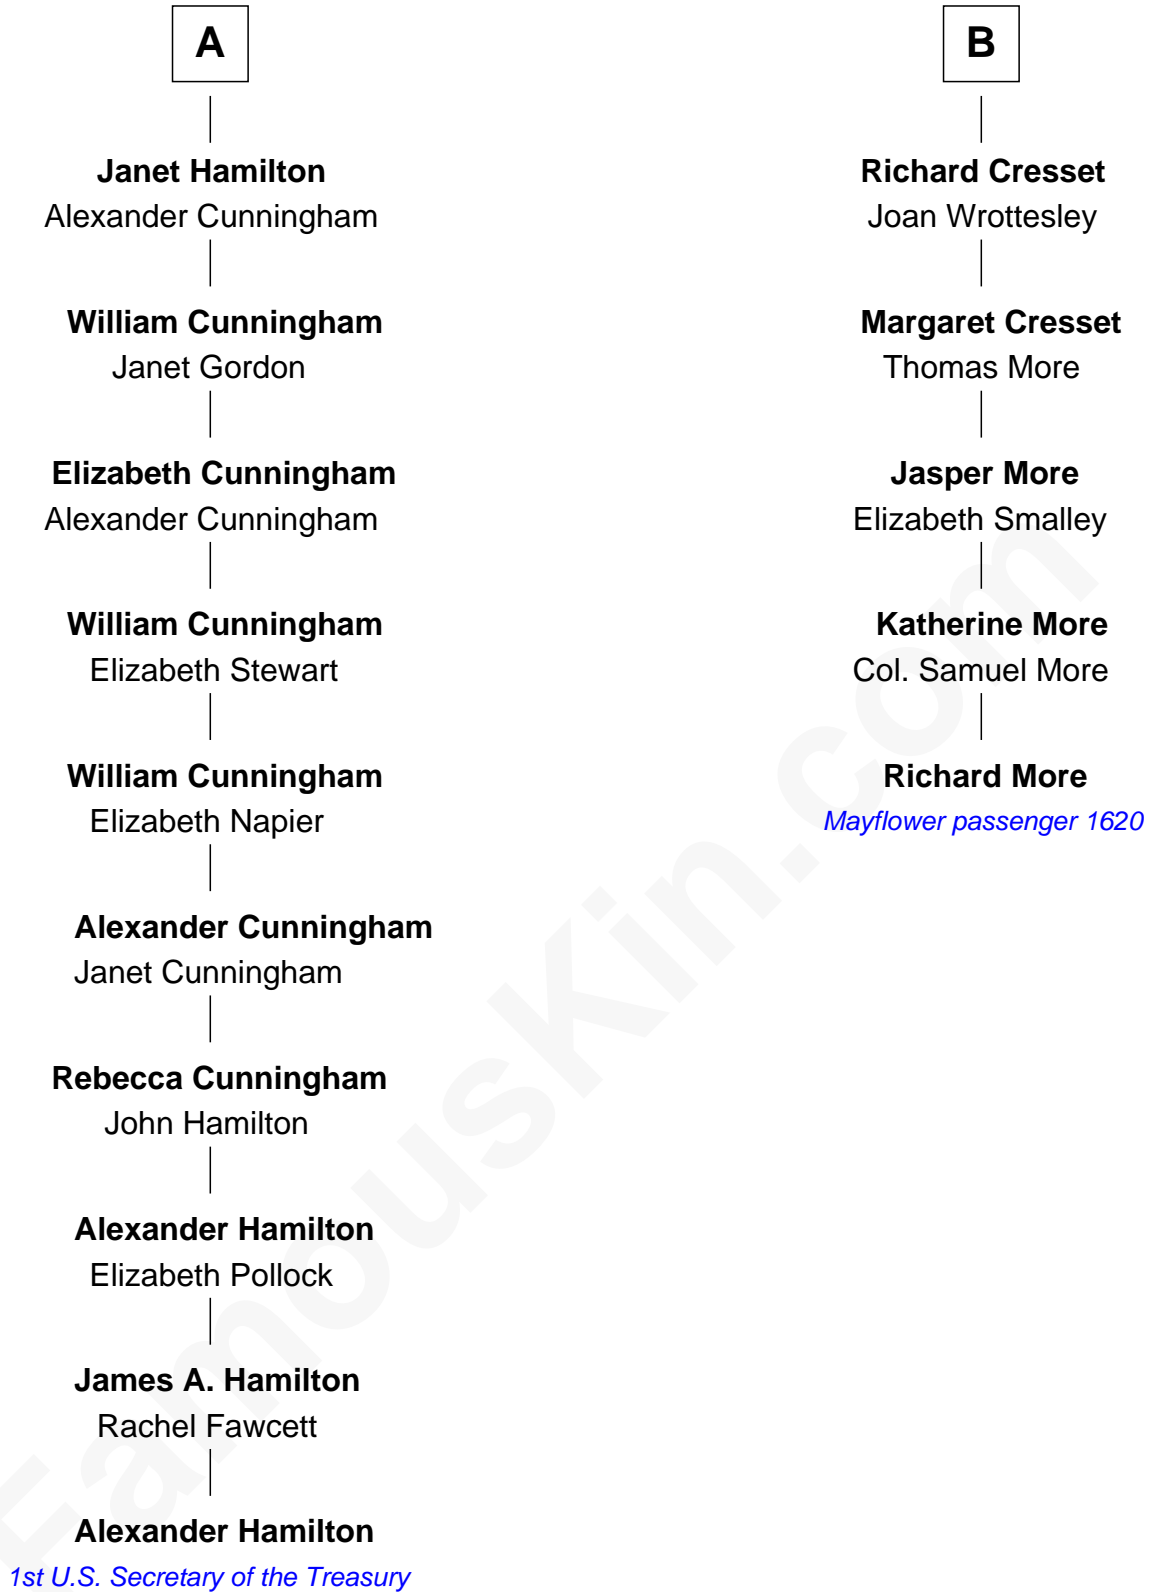 A
Janet Hamilton
Alexander Cunningham
William Cunningham
Janet Gordon
Elizabeth Cunningham
Alexander Cunningham
William Cunningham
Elizabeth Stewart
William Cunningham
Elizabeth Napier
Alexander Cunningham
Janet Cunningham
Rebecca Cunningham
John Hamilton
Alexander Hamilton
Elizabeth Pollock
James A. Hamilton
Rachel Fawcett
Alexander Hamilton
1st U.S. Secretary of the Treasury
B
Richard Cresset
Joan Wrottesley
Margaret Cresset
Thomas More
Jasper More
Elizabeth Smalley
Katherine More
Col. Samuel More
Richard More
Mayflower passenger 1620
FamousKin.com